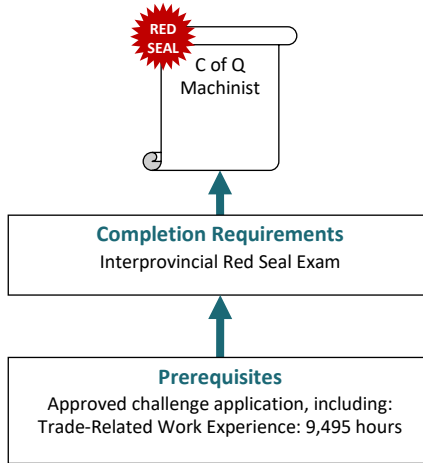 RED
SEAL
C of Q
Machinist
Completion Requirements
Interprovincial Red Seal Exam
Prerequisites
Approved challenge application, including:
Trade-Related Work Experience: 9,495 hours